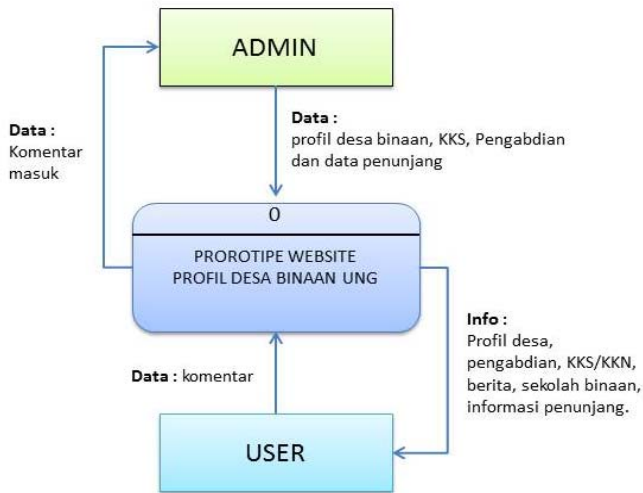 ADMIN
Data :
Komentar
masuk
Data :
profil desa binaan, KKS, Pengabdian
dan data penunjang
0
PROROTIPE WEBSITE
PROFIL DESA BINAAN UNG
Info :
Profil desa,
pengabdian, KKS/KKN,
berita, sekolah binaan,
informasi penunjang.
Data : komentar
USER